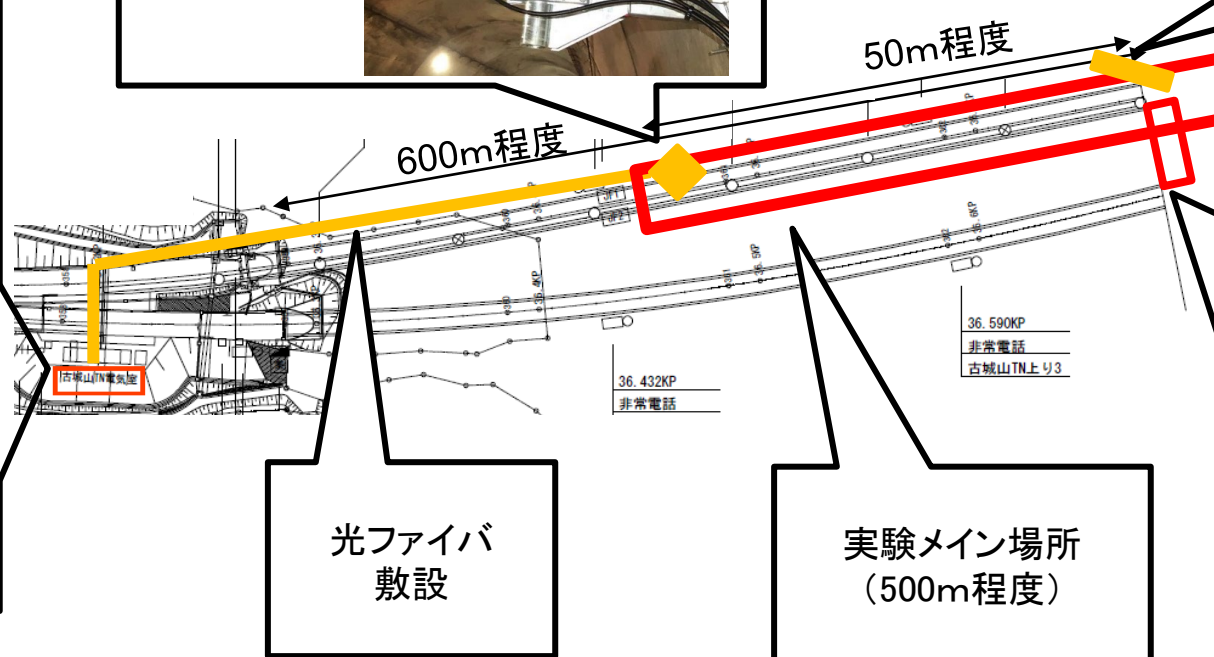 50m程度
600m程度
古城山TN電気室
36.432KP
非常電話
36.590KP
非常電話
古城山TN上り3
光ファイバ
敷設
実験メイン場所
（500m程度）